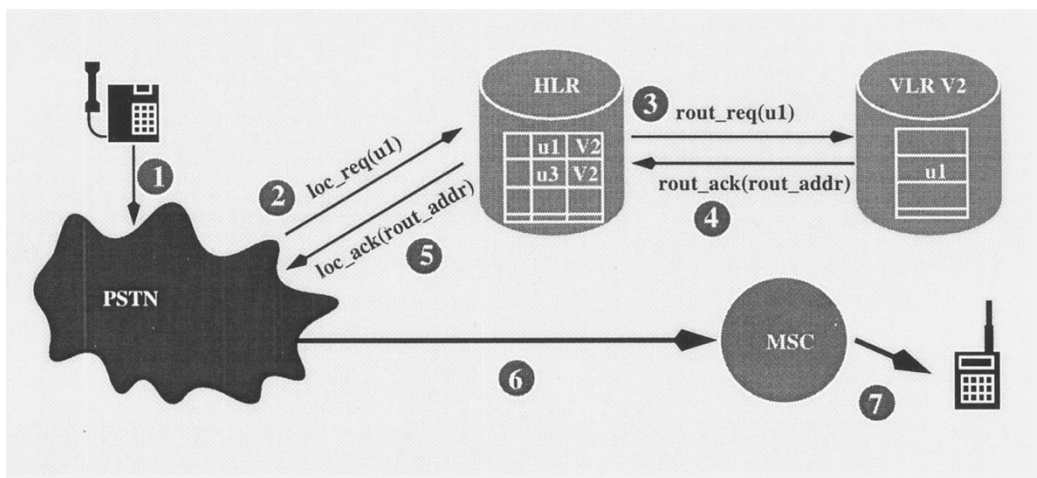 HLR
VLR V2
3
rout_req(u1)
1
2
loc_req(u1)
u1 V2
u3 V2
u1
rout_ack(rout_addr)
4
loc_ack(rout_addr)
5
PSTN
MSC
6
7